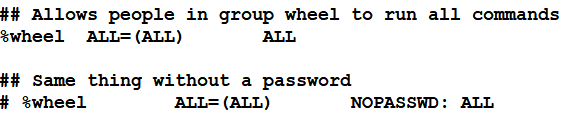 ## Allows people in group wheel to run all commands
%wheel  ALL=(ALL)       ALL
## Same thing without a password
# %wheel        ALL=(ALL)       NOPASSWD: ALL